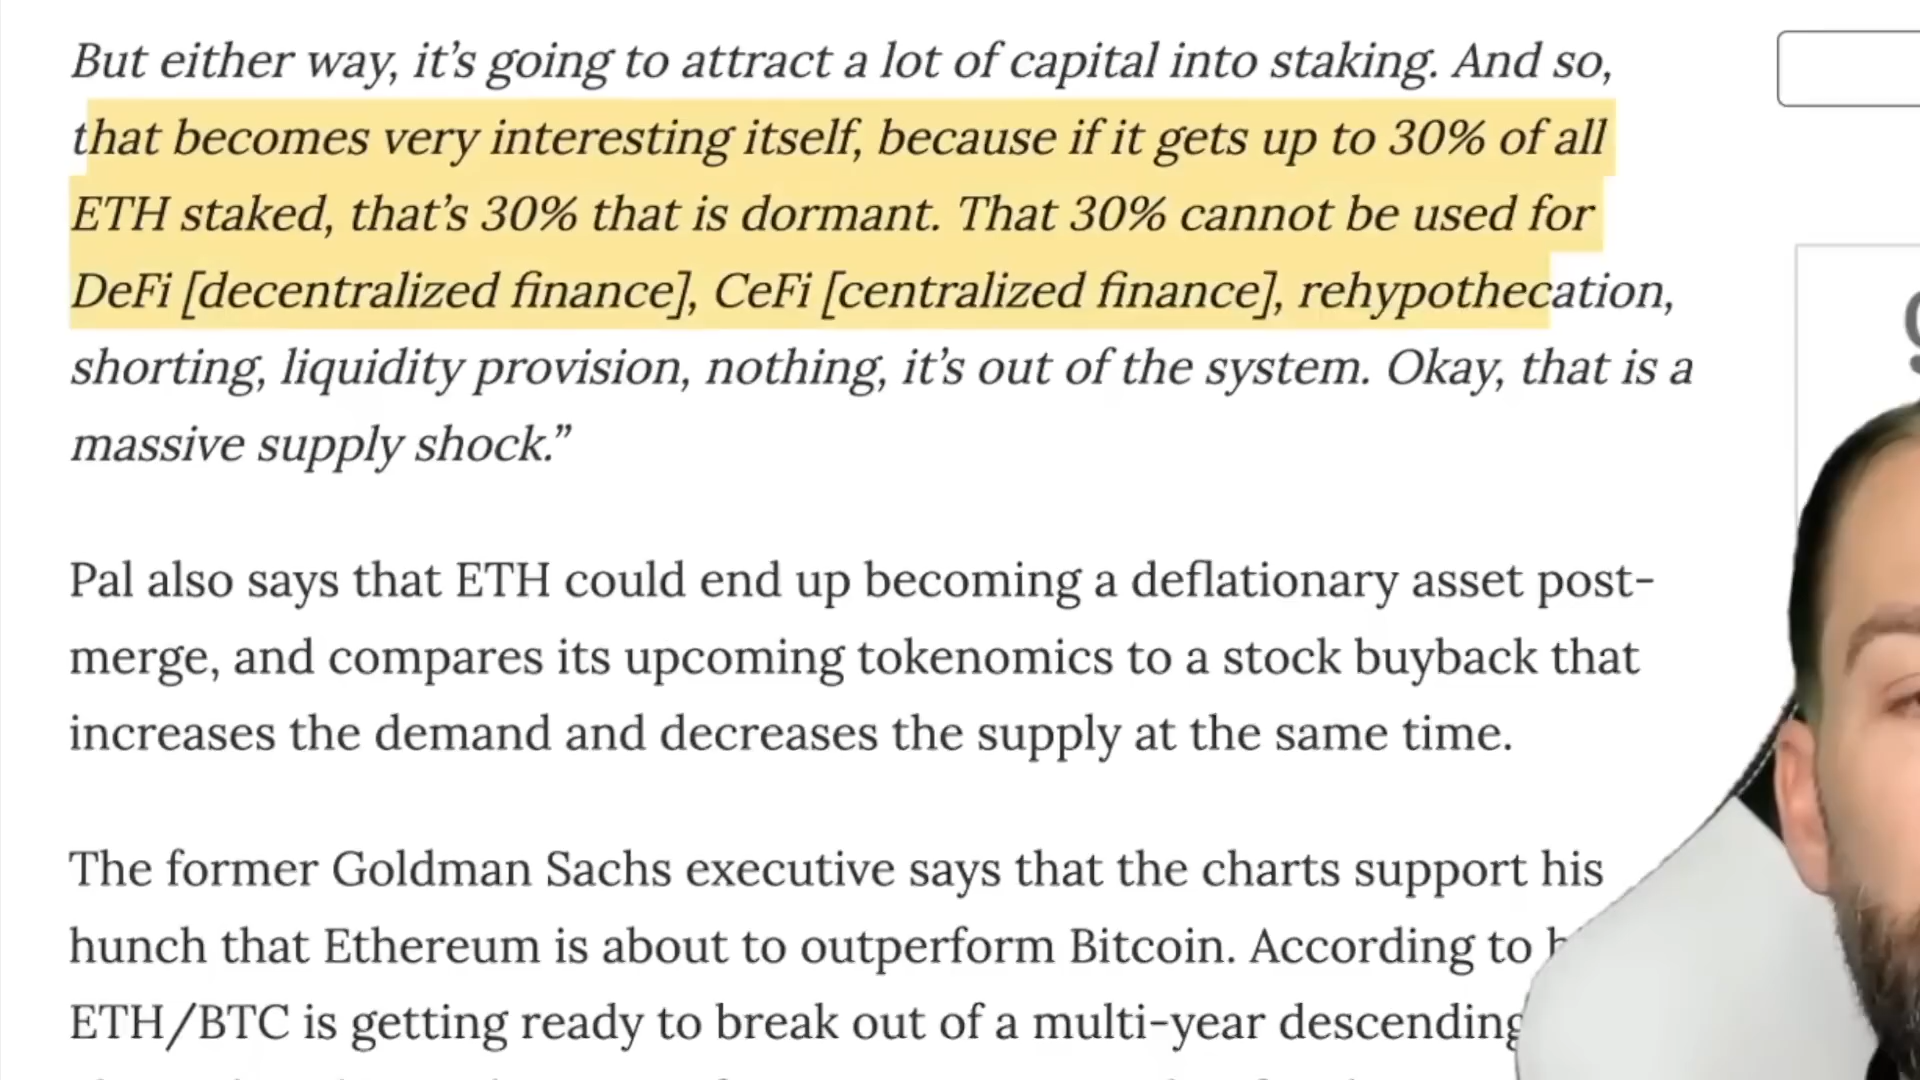 But either way, it's going to attract a lot of capital into staking. And so,
that becomes very interesting itself, because if it gets up to 30% of all
ETH staked, that's 30% that is dormant. That 30% cannot be used for
DeFi [decentralized finance], CeFi [centralized finance], rehypothecation,
shorting, liquidity provision, nothing, it's out of the system. Okay, that is a
massive supply shock.”
Pal also says that ETH could end up becoming a deflationary asset post-
merge, and compares its upcoming tokenomics to a stock buyback that
increases the demand and decreases the supply at the same time.
The former Goldman Sachs executive says that the charts support his
hunch that Ethereum is about to outperform Bitcoin. According to
ETH/BTC is getting ready to break out of a multi-year descending